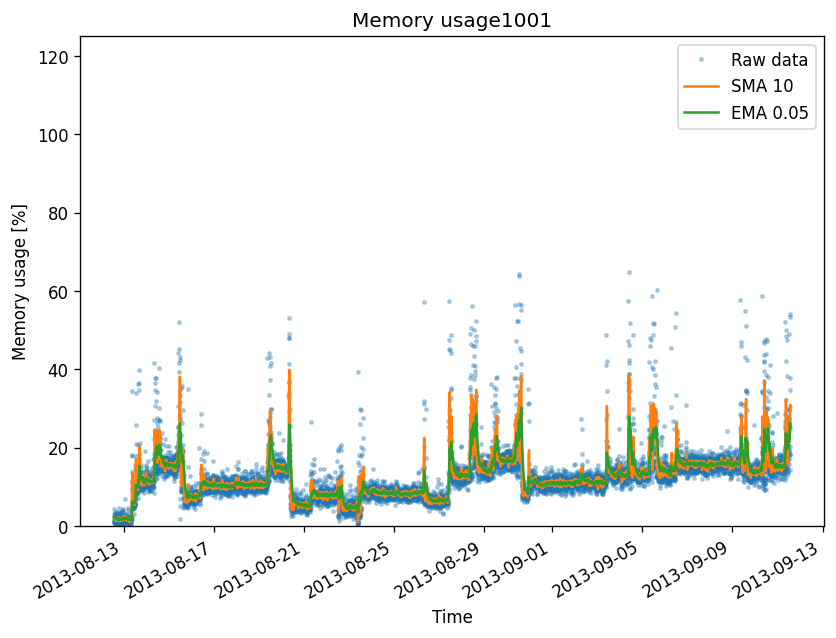 Memory usage1001
Raw data
SMA 10
EMA 0.05
Memory usage [%]
120
100
80
60
40
20
0
2013-08-13
2013-08-17
2013-08-21
2013-08-25
2013-08-29
2013-09-01
2013-09-05
2013-09-09
2013-09-13
Time